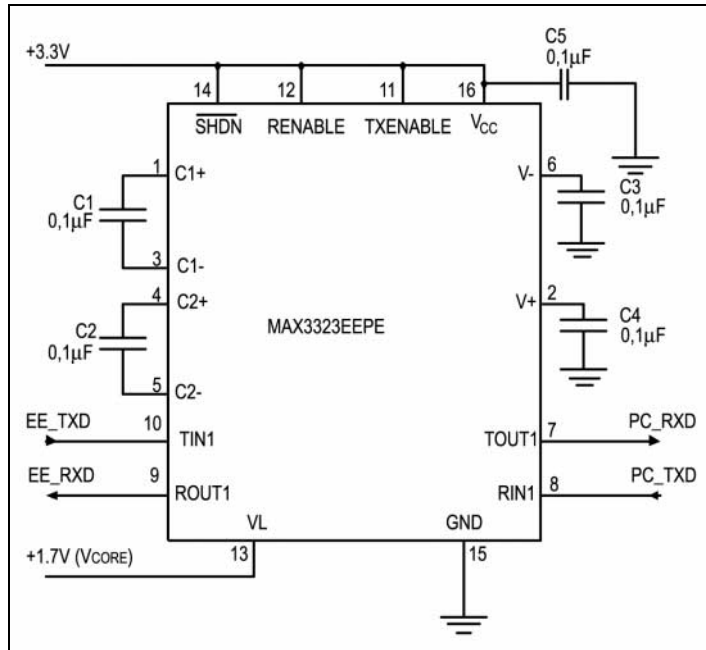 +3.3V
C5
0,1µF
14 12 11 16
SHDN RENABLE TXENABLE VCC
1 C1+
C1
0,1µF
3 C1-
V- 6
C3
0,1µF
4 C2+
C2
0,1µF
5 C2-
MAX3323EEPE
V+ 2
C4
0,1µF
EE_TXD 10 TIN1
TOUT1 7 PC_RXD
EE_RXD 9 ROUT1
RIN1 8 PC_TXD
VL GND
+1.7V (VCORE) 13 15